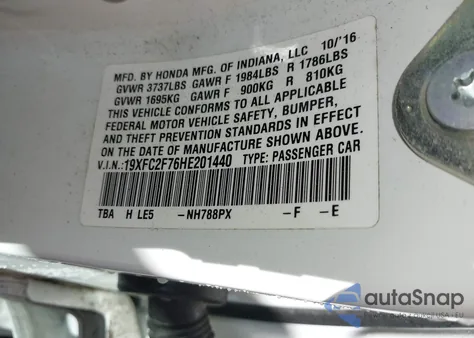 MFD. BY HONDA MFG. OF INDIANA, LLC 10/16
GVWR 3737LBS GAWR F 1984LBS R 1786LBS
GVWR 1695KG GAWR F 900KG R 810KG
THIS VEHICLE CONFORMS TO ALL APPLICABLE
FEDERAL MOTOR VEHICLE SAFETY, BUMPER,
AND THEFT PREVENTION STANDARDS IN EFFECT
ON THE DATE OF MANUFACTURE SHOWN ABOVE.
V.I.N.: 19XFC2F76HE201440 TYPE: PASSENGER CAR
TBA H LE5 -NH788PX -F -E
autoSnap